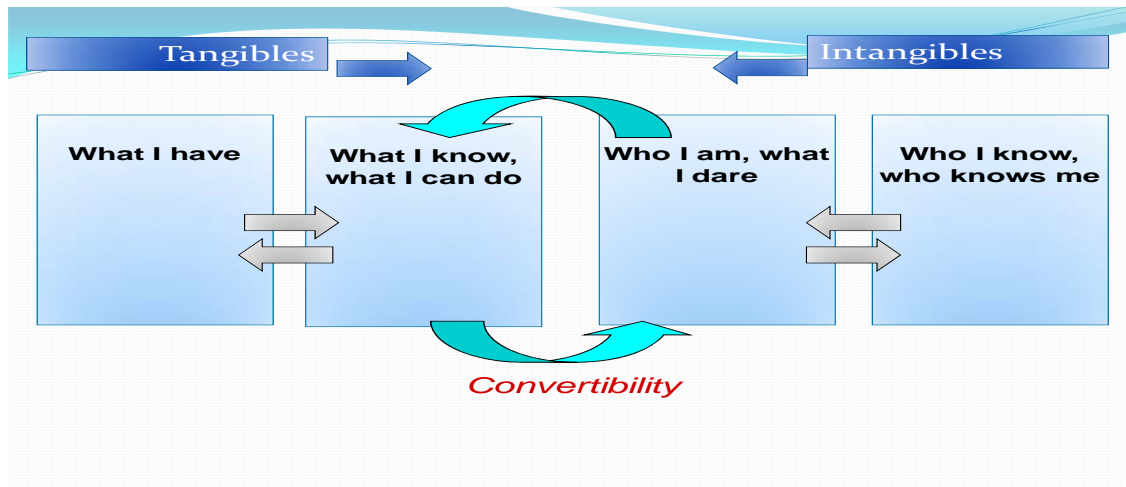 Tangibles
Intangibles
What I have
What I know,
what I can do
Who I am, what
I dare
Who I know,
who knows me
Convertibility